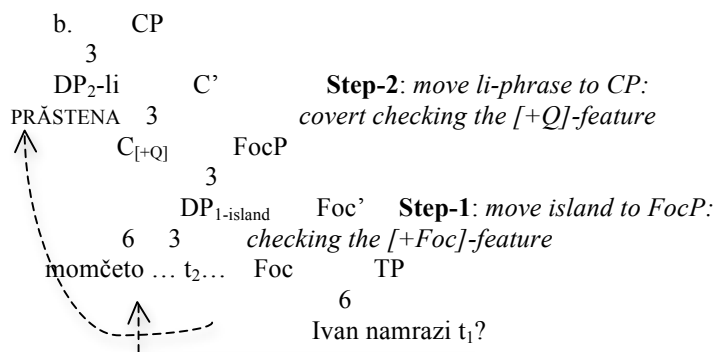 b. CP
3
DP2-li C’ Step-2: move li-phrase to CP:
PRĂSTENA 3 covert checking the [+Q]-feature
C[+Q] FocP
3
DP1-island Foc’ Step-1: move island to FocP:
6 3 checking the [+Foc]-feature
momčeto … t2… Foc TP
6
Ivan namrazi t1?